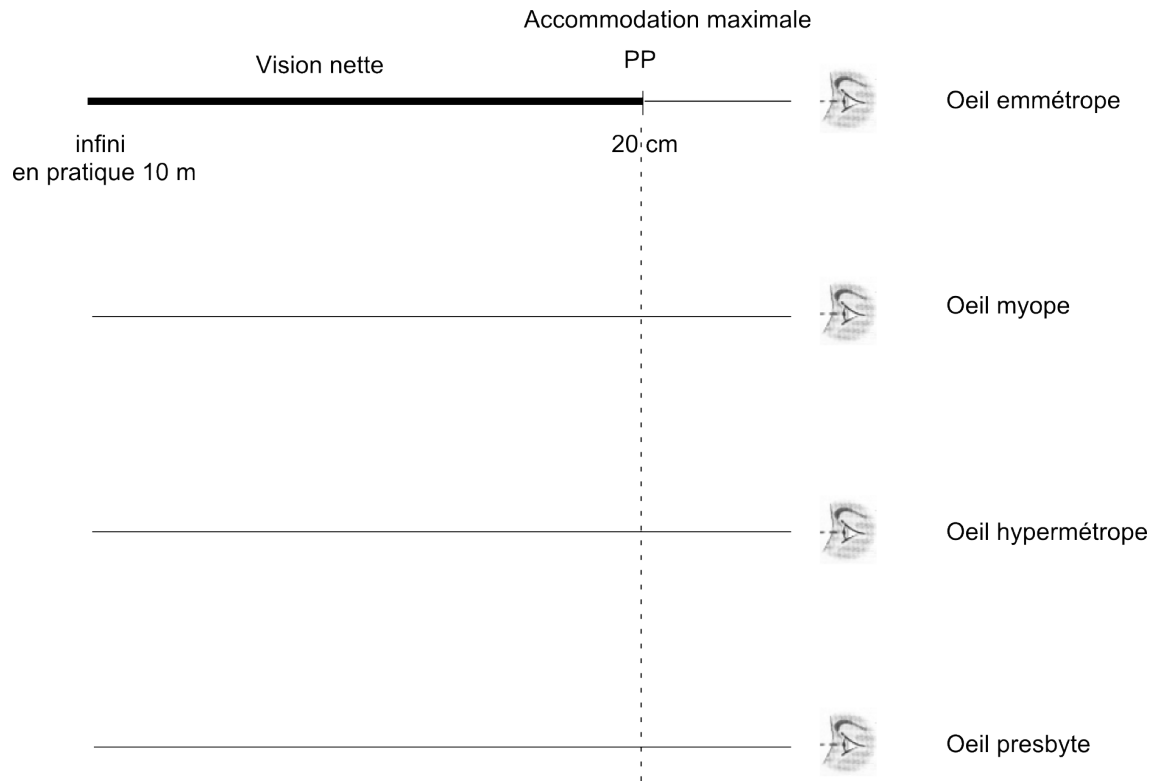 Accommodation maximale
PP
Vision nette
Oeil emmétrope
infini
en pratique 10 m
20 cm
Oeil myope
Oeil hypermétrope
Oeil presbyte